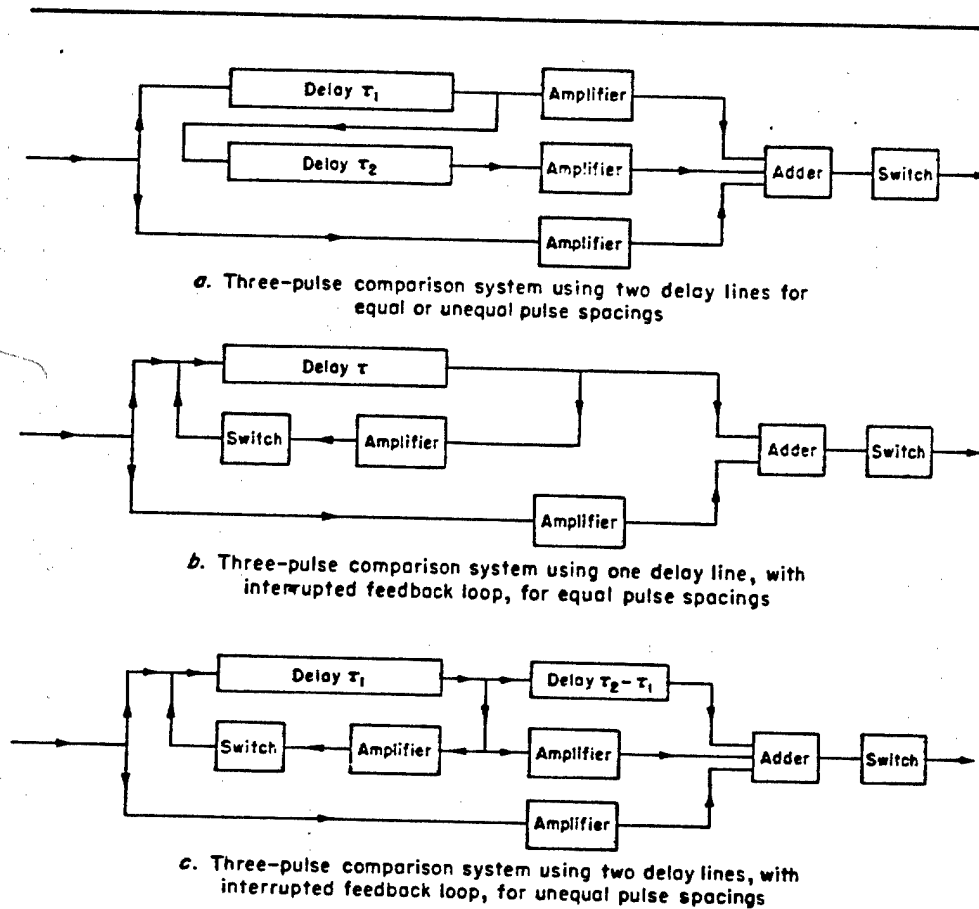 Delay τ₁
Amplifier
Delay τ₂
Amplifier
Adder
Switch
Amplifier
a. Three-pulse comparison system using two delay lines for
equal or unequal pulse spacings
Delay τ
Switch
Amplifier
Adder
Switch
Amplifier
b. Three-pulse comparison system using one delay line, with
interrupted feedback loop, for equal pulse spacings
Delay τ₁
Delay τ₂-τ₁
Switch
Amplifier
Amplifier
Adder
Switch
Amplifier
c. Three-pulse comparison system using two delay lines, with
interrupted feedback loop, for unequal pulse spacings